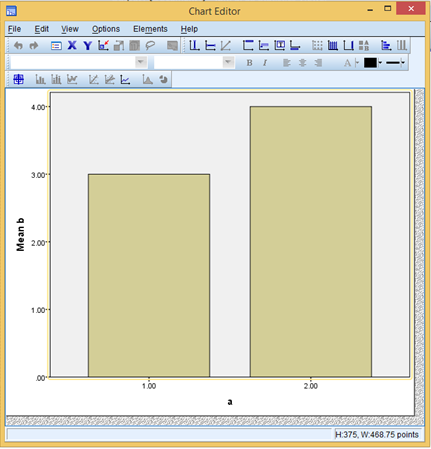 Chart Editor
File Edit View Options Elements Help
X Y
B I A
4.00
3.00
2.00
1.00
.00
Mean b
1.00 2.00
a
H:375, W:468.75 points